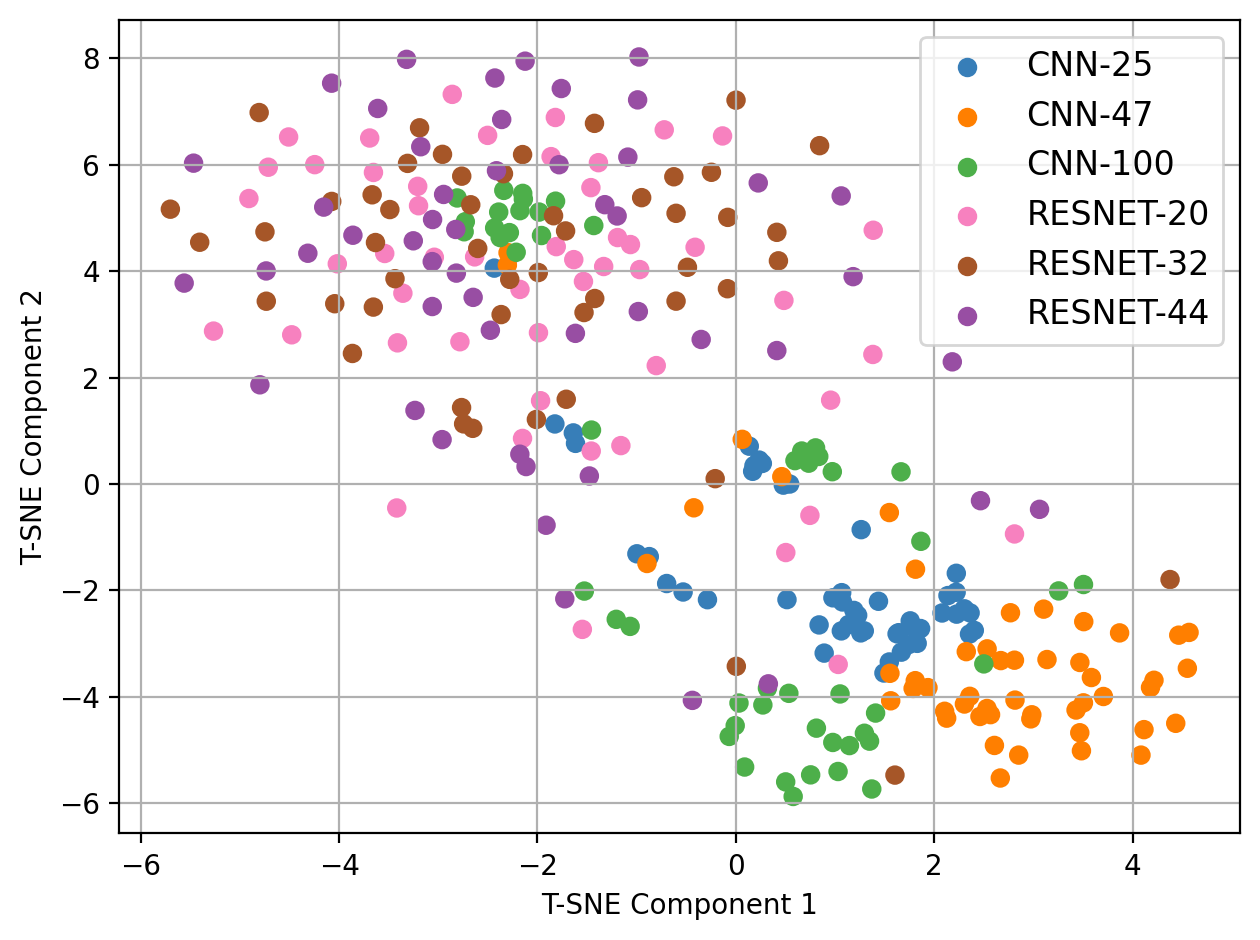 8
6
4
2
0
−2
−4
−6
T-SNE Component 2
CNN-25
CNN-47
CNN-100
RESNET-20
RESNET-32
RESNET-44
−6 −4 −2 0 2 4
T-SNE Component 1